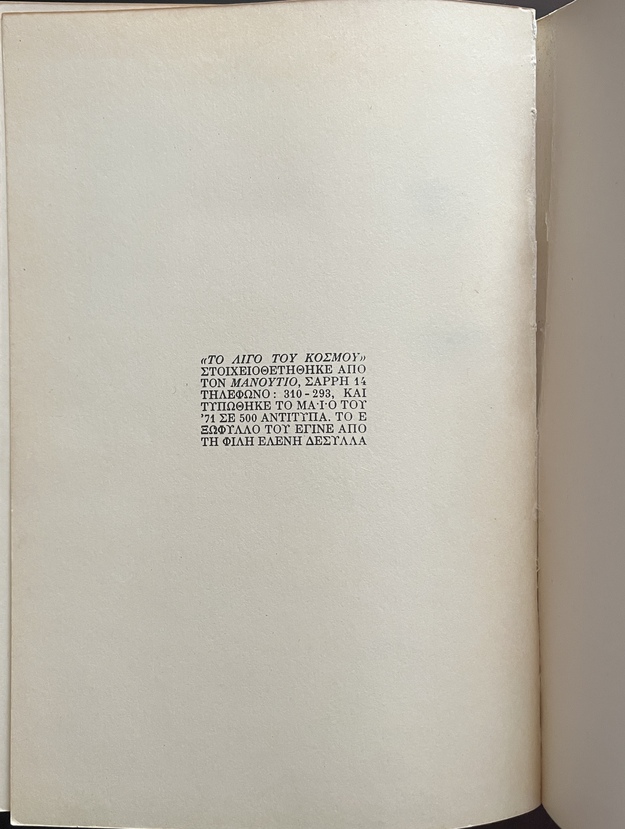 «ΤΟ ΛΙΓΟ ΤΟΥ ΚΟΣΜΟΥ»
ΣΤΟΙΧΕΙΟΘΕΤΗΘΗΚΕ ΑΠΟ
ΤΟΝ ΜΑΝΟΥΤΙΟ, ΣΑΡΡΗ 14
ΤΗΛΕΦΩΝΟ : 310 - 293, ΚΑΙ
ΤΥΠΩΘΗΚΕ ΤΟ ΜΑ·Ι·Ο ΤΟΥ
’71 ΣΕ 500 ΑΝΤΙΤΥΠΑ. ΤΟ Ε
ΞΩΦΥΛΛΟ ΤΟΥ ΕΓΙΝΕ ΑΠΟ
ΤΗ ΦΙΛΗ ΕΛΕΝΗ ΔΕΣΥΛΛΑ